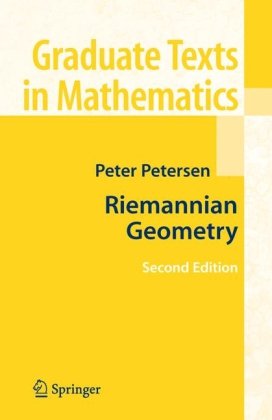 Graduate Texts
in Mathematics
Peter Petersen
Riemannian
Geometry
Second Edition
Springer